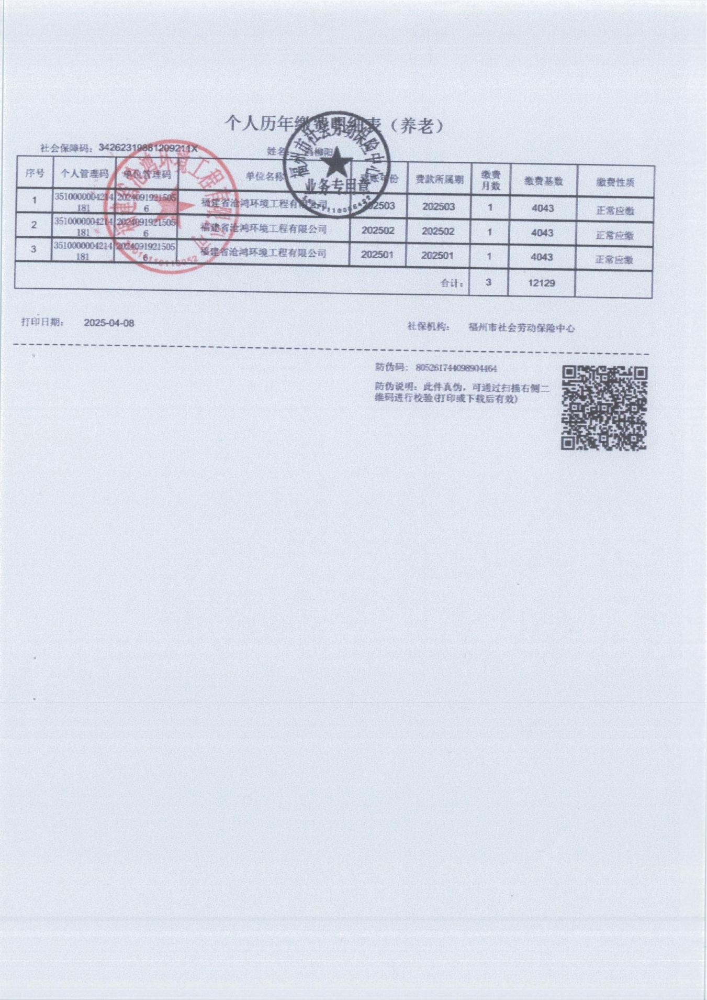 个人历年缴费明细表（养老）
社会保障码：34262319881209211X 姓名： 冯柳阳
序号 个人管理码 单位管理码 单位名称 建账年份 费款所属期 缴费月数 缴费基数 缴费性质
1 3510000004214181 20240919215056 福建省沧鸿环境工程有限公司 202503 202503 1 4043 正常应缴
2 3510000004214181 20240919215056 福建省沧鸿环境工程有限公司 202502 202502 1 4043 正常应缴
3 3510000004214181 20240919215056 福建省沧鸿环境工程有限公司 202501 202501 1 4043 正常应缴
合计： 3 12129
福州市社会劳动保险中心
业务专用章
福建省沧鸿环境工程有限公司
打印日期： 2025-04-08 社保机构： 福州市社会劳动保险中心
防伪码： 805261744098904464
防伪说明：此件真伪，可通过扫描右侧二
维码进行校验(打印或下载后有效)